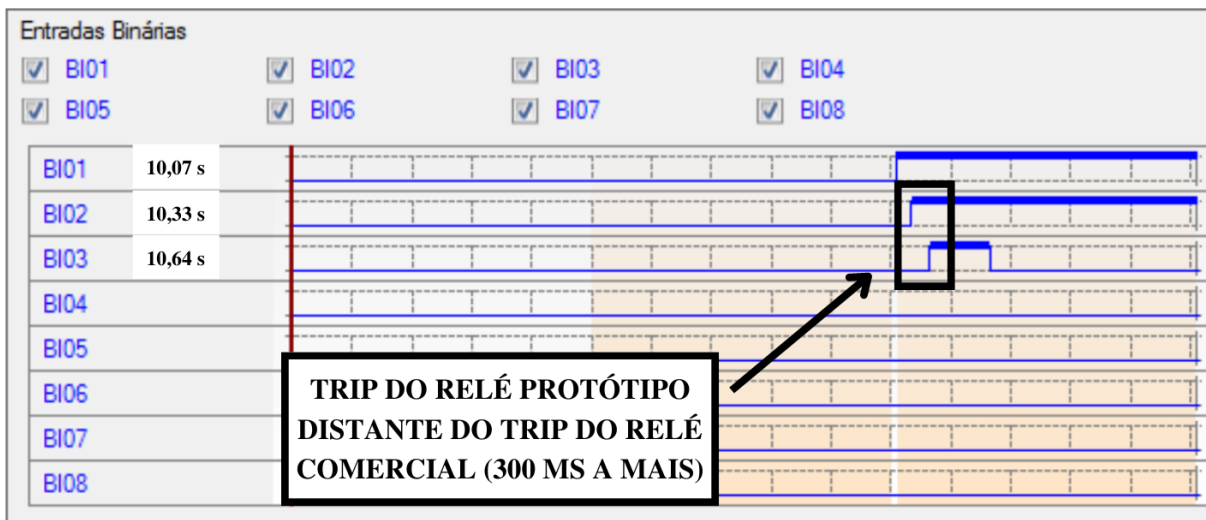 Entradas Binárias
BI01 BI02 BI03 BI04
BI05 BI06 BI07 BI08
BI01 10,07 s
BI02 10,33 s
BI03 10,64 s
BI04
BI05
BI06
BI07
BI08
TRIP DO RELÉ PROTÓTIPO
DISTANTE DO TRIP DO RELÉ
COMERCIAL (300 MS A MAIS)